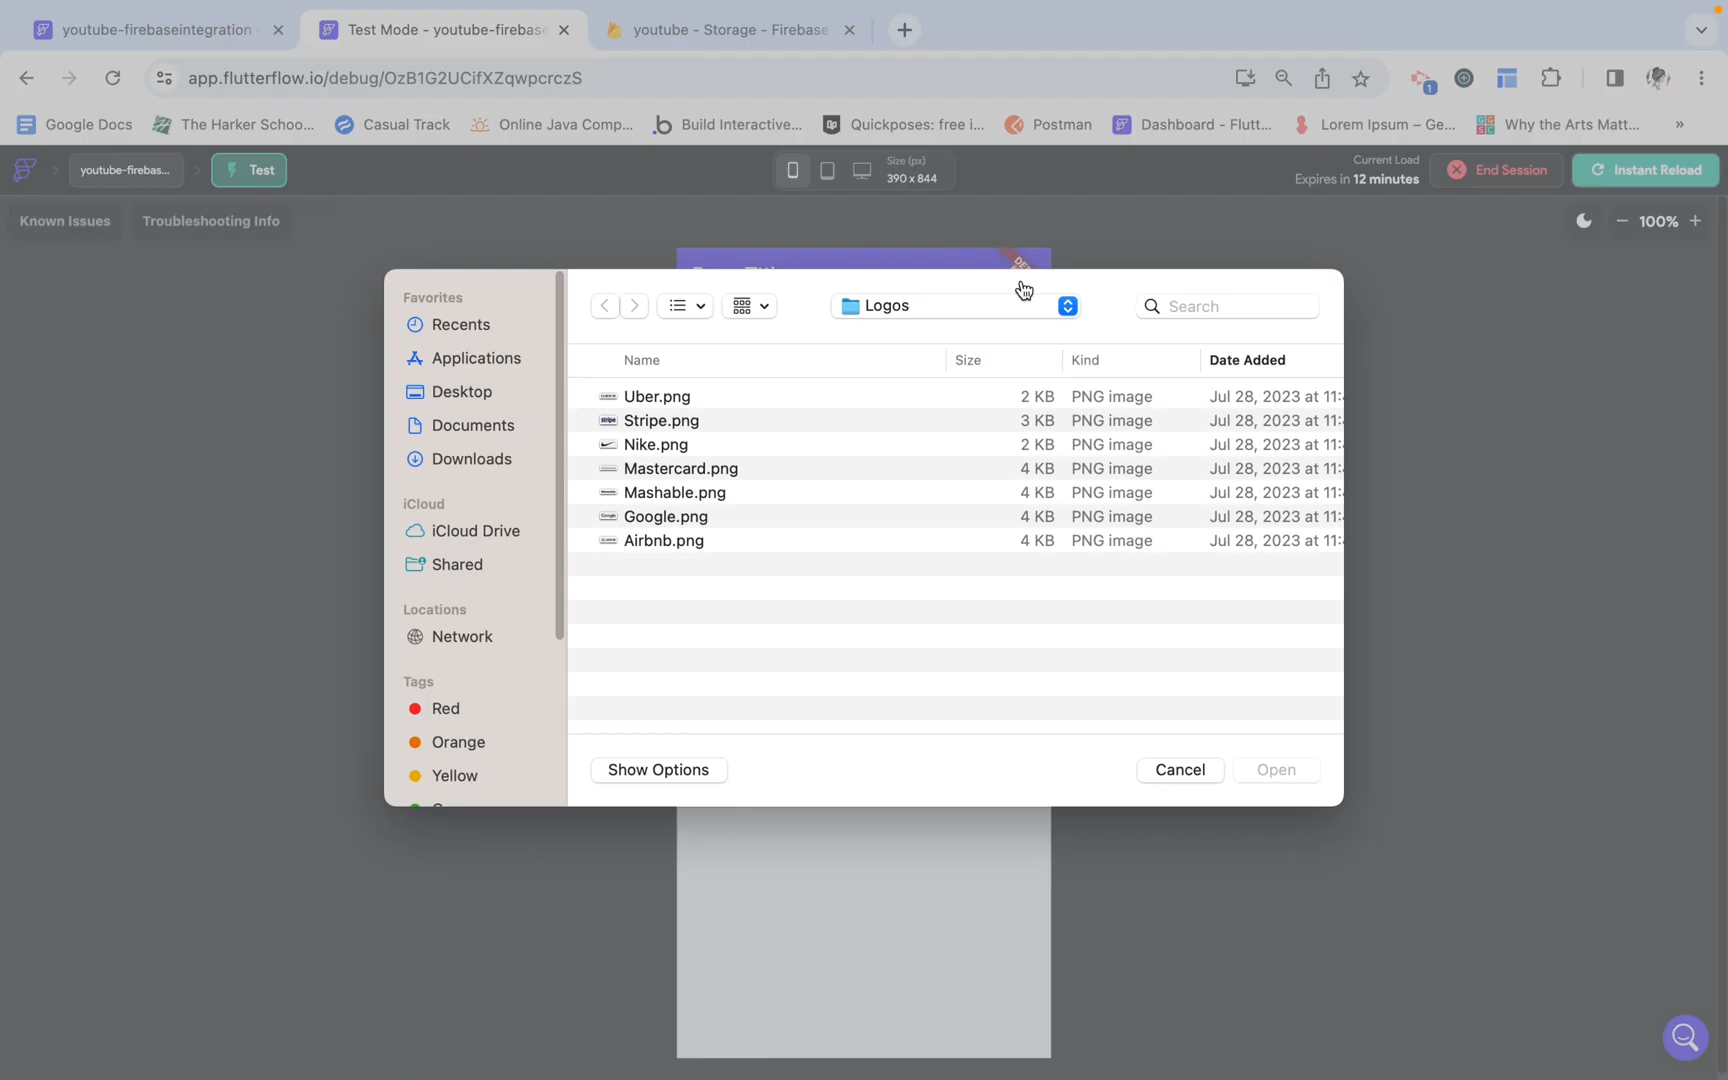 youtube-firebaseintegration
Test Mode - youtube-firebase
youtube - Storage - Firebase
app.flutterflow.io/debug/OzB1G2UCifXZqwpcrczS
1
Google Docs
The Harker Schoo...
Casual Track
Online Java Comp...
Build Interactive...
Quickposes: free i...
Postman
Dashboard - Flutt...
Lorem Ipsum – Ge...
Why the Arts Matt...
»
youtube-firebas...
Test
Size (px)
390 x 844
Current Load
Expires in 12 minutes
End Session
Instant Reload
Known Issues
Troubleshooting Info
100%
Favorites
Recents
Applications
Desktop
Documents
Downloads
iCloud
iCloud Drive
Shared
Locations
Network
Tags
Red
Orange
Yellow
Logos
Search
Name Size Kind Date Added
Uber.png 2 KB PNG image Jul 28, 2023 at 11:
Stripe.png 3 KB PNG image Jul 28, 2023 at 11:
Nike.png 2 KB PNG image Jul 28, 2023 at 11:
Mastercard.png 4 KB PNG image Jul 28, 2023 at 11:
Mashable.png 4 KB PNG image Jul 28, 2023 at 11:
Google.png 4 KB PNG image Jul 28, 2023 at 11:
Airbnb.png 4 KB PNG image Jul 28, 2023 at 11:
Show Options
Cancel
Open